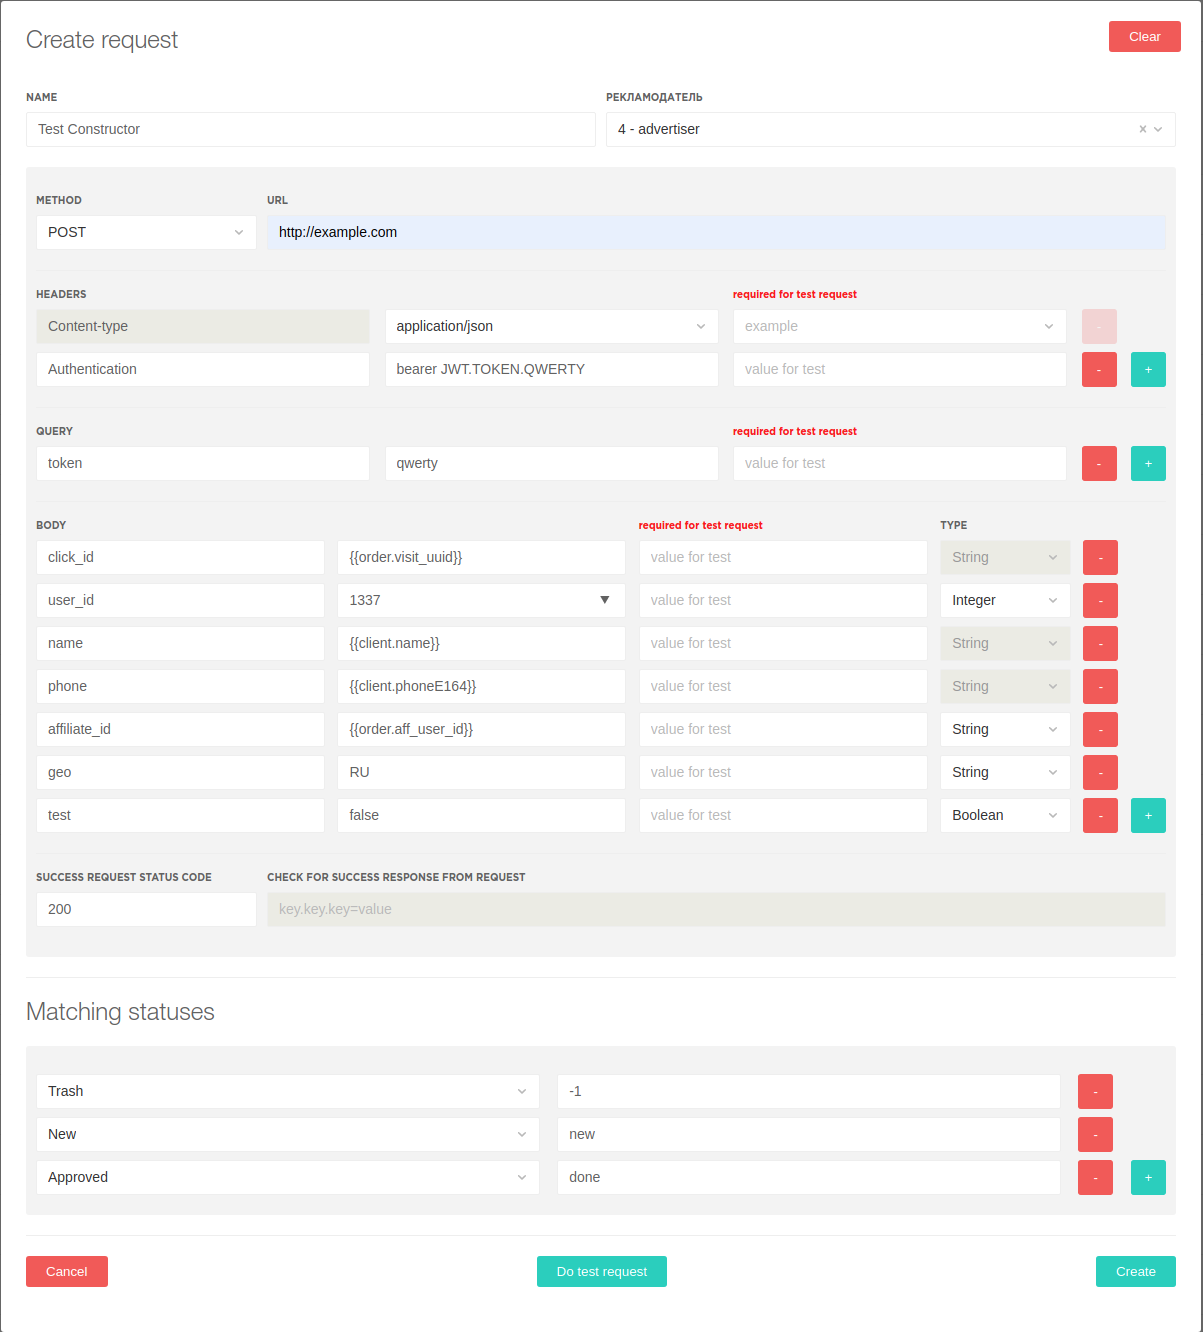 Create request
Clear
NAME
РЕКЛАМОДАТЕЛЬ
Test Constructor
4 - advertiser
METHOD
URL
POST
http://example.com
HEADERS
required for test request
Content-type
application/json
example
-
Authentication
bearer JWT.TOKEN.QWERTY
value for test
-
+
QUERY
required for test request
token
qwerty
value for test
-
+
BODY
required for test request
TYPE
click_id
{{order.visit_uuid}}
value for test
String
-
user_id
1337
value for test
Integer
-
name
{{client.name}}
value for test
String
-
phone
{{client.phoneE164}}
value for test
String
-
affiliate_id
{{order.aff_user_id}}
value for test
String
-
geo
RU
value for test
String
-
test
false
value for test
Boolean
-
+
SUCCESS REQUEST STATUS CODE
CHECK FOR SUCCESS RESPONSE FROM REQUEST
200
key.key.key=value
Matching statuses
Trash
-1
-
New
new
-
Approved
done
-
+
Cancel
Do test request
Create